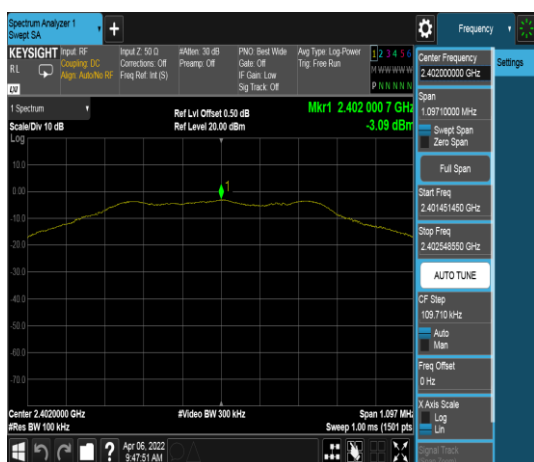 Spectrum Analyzer 1
Swept SA
+
Frequency
KEYSIGHT
RL
Input: RF
Coupling: DC
Align: Auto/No RF
Input Z: 50 Ω
Corrections: Off
Freq Ref: Int (S)
#Atten: 30 dB
Preamp: Off
PNO: Best Wide
Gate: Off
IF Gain: Low
Sig Track: Off
Avg Type: Log-Power
Trig: Free Run
1 2 3 4 5 6
M W W W W W
P N N N N N
LW
1 Spectrum
Scale/Div 10 dB
Log
Ref Lvl Offset 0.50 dB
Ref Level 20.00 dBm
Mkr1 2.402 000 7 GHz
-3.09 dBm
1
10.0
0.00
-10.0
-20.0
-30.0
-40.0
-50.0
-60.0
-70.0
Center 2.4020000 GHz
#Res BW 100 kHz
#Video BW 300 kHz
Span 1.097 MHz
Sweep 1.00 ms (1501 pts)
Apr 06, 2022
9:47:51 AM
?
Center Frequency
2.402000000 GHz
Span
1.09710000 MHz
Swept Span
Zero Span
Full Span
Start Freq
2.401451450 GHz
Stop Freq
2.402548550 GHz
AUTO TUNE
CF Step
109.710 kHz
Auto
Man
Freq Offset
0 Hz
X Axis Scale
Log
Lin
Signal Track
Settings